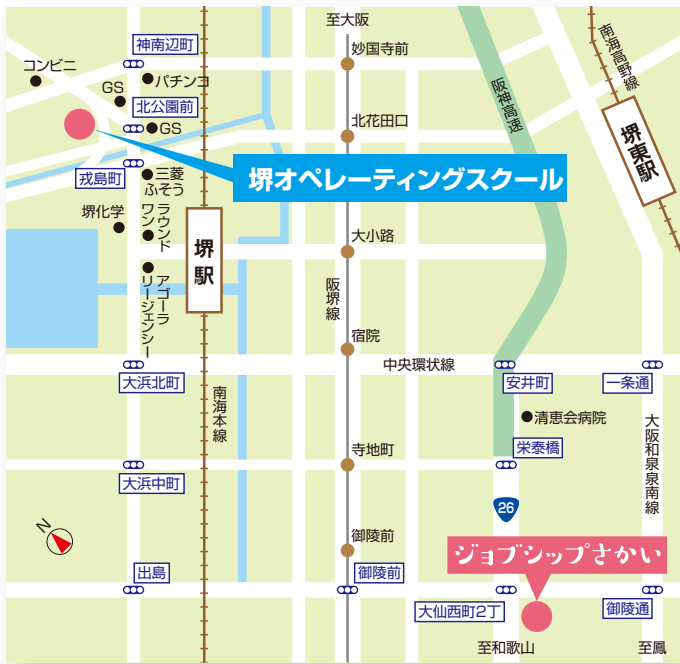 至大阪
神南辺町
妙国寺前
コンビニ
パチンコ
GS
北公園前
GS
北花田口
阪神高速
南海高野線
堺東駅
戎島町
三菱
ふそう
堺オペレーティングスクール
堺化学
ラウンド
ワン
堺駅
大小路
アゴーラ
リージェンシー
阪堺線
宿院
中央環状線
大浜北町
安井町
一条通
南海本線
清恵会病院
大阪和泉泉南線
寺地町
栄泰橋
大浜中町
26
N
御陵前
ジョブシップさかい
出島
御陵前
大仙西町2丁
御陵通
至和歌山
至鳳